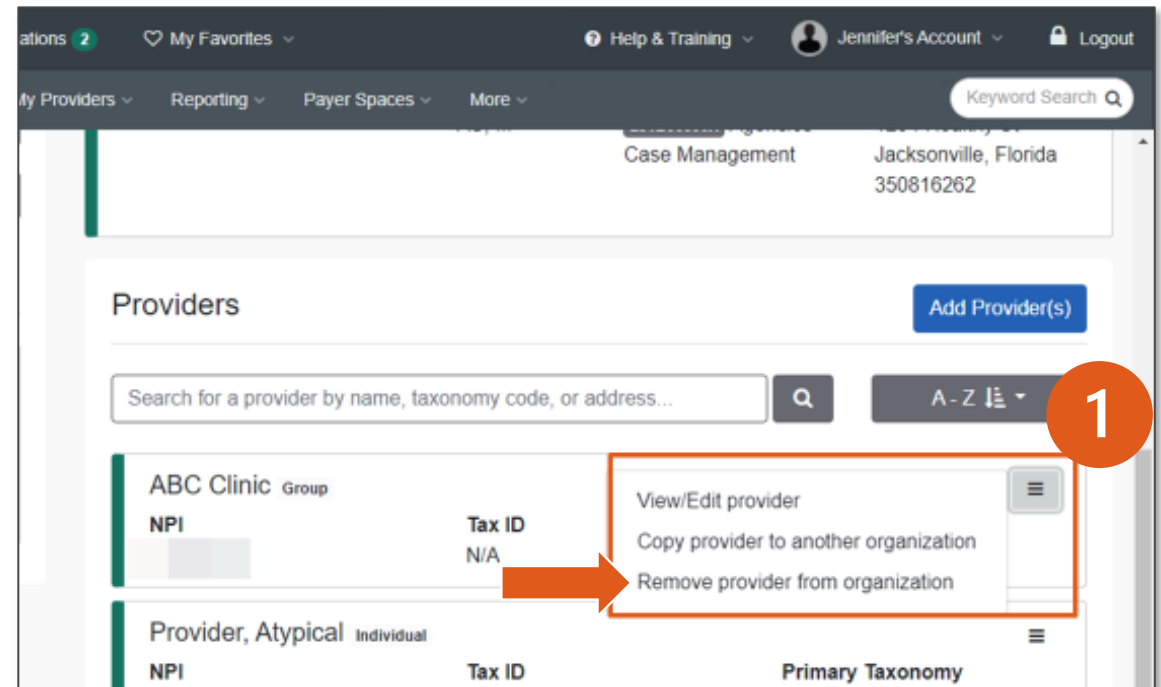 ations 2 My Favorites Help & Training Jennifer's Account Logout
My Providers Reporting Payer Spaces More Keyword Search
Case Management Jacksonville, Florida
350816262
Providers Add Provider(s)
Search for a provider by name, taxonomy code, or address... A - Z
1
ABC Clinic Group
NPI Tax ID
N/A
View/Edit provider
Copy provider to another organization
Remove provider from organization
Provider, Atypical Individual
NPI Tax ID Primary Taxonomy